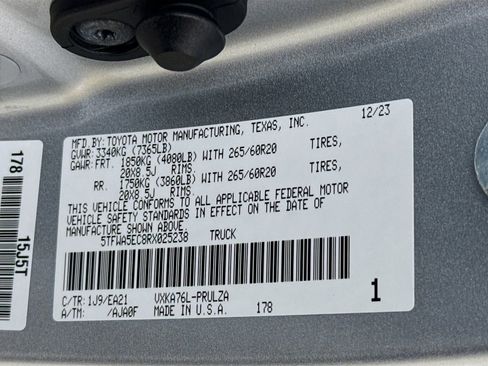 MFD.BY: TOYOTA MOTOR MANUFACTURING, TEXAS, INC. 12/23
GVWR: 3340KG (7365LB)
GAWR: FRT. 1850KG (4080LB) WITH 265/60R20 TIRES,
20X8.5J RIMS.
RR. 1750KG (3860LB) WITH 265/60R20 TIRES,
20X8.5J RIMS.
THIS VEHICLE CONFORMS TO ALL APPLICABLE FEDERAL MOTOR
VEHICLE SAFETY STANDARDS IN EFFECT ON THE DATE OF
MANUFACTURE SHOWN ABOVE.
5TFWA5EC8RX025238 TRUCK
C/TR: 1J9/EA21 VXKA76L-PRULZA 1
A/TM: /AJA0F MADE IN U.S.A. 178
178
15J5T